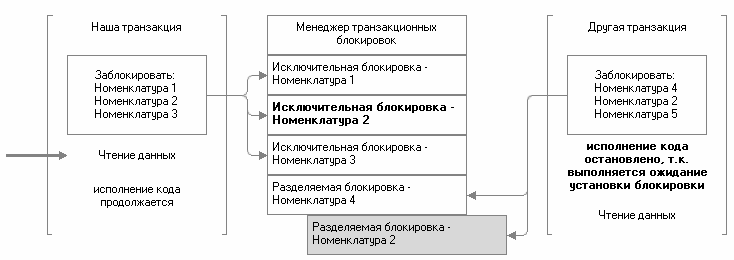 Наша транзакция
Заблокировать:
Номенклатура 1
Номенклатура 2
Номенклатура 3
Чтение данных
исполнение кода
продолжается
Менеджер транзакционных
блокировок
Исключительная блокировка -
Номенклатура 1
Исключительная блокировка -
Номенклатура 2
Исключительная блокировка -
Номенклатура 3
Разделяемая блокировка -
Номенклатура 4
Разделяемая блокировка -
Номенклатура 2
Другая транзакция
Заблокировать:
Номенклатура 4
Номенклатура 2
Номенклатура 5
исполнение кода
остановлено, т.к.
выполняется ожидание
установки блокировки
Чтение данных